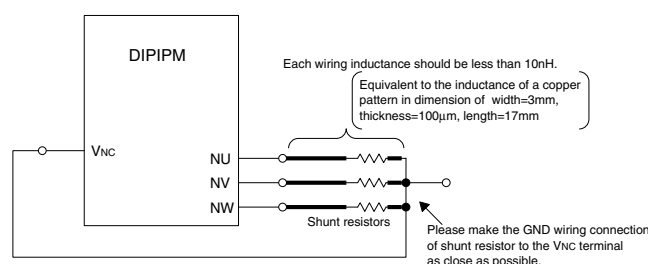 DIPIPM
Each wiring inductance should be less than 10nH.
Equivalent to the inductance of a copper
pattern in dimension of width=3mm,
thickness=100μm, length=17mm
VNC
NU
NV
NW
Shunt resistors
Please make the GND wiring connection
of shunt resistor to the VNC terminal
as close as possible.